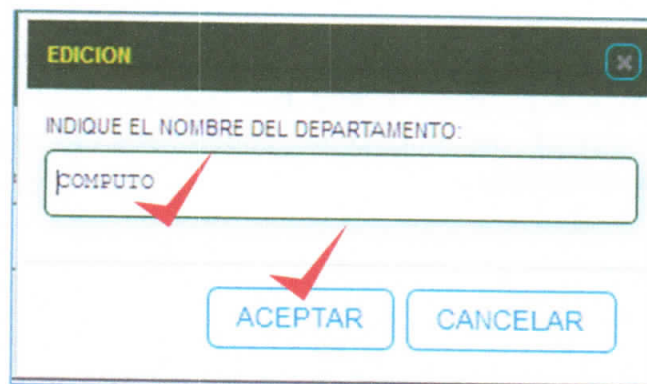 EDICION
INDIQUE EL NOMBRE DEL DEPARTAMENTO:
COMPUTO
ACEPTAR CANCELAR